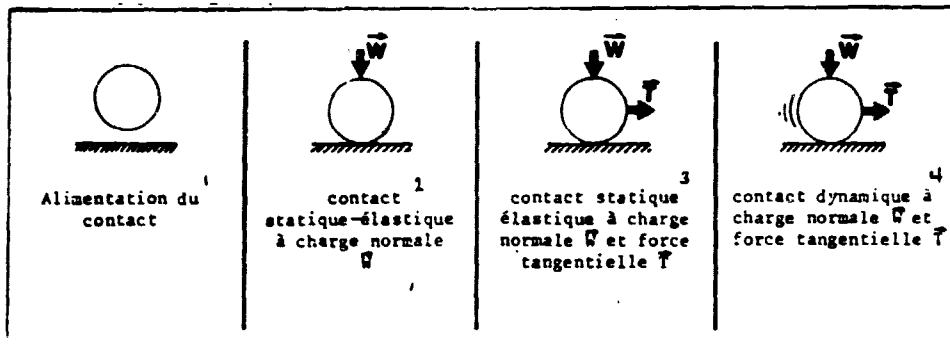 W
W
T
W
T
1
Alimentation du
contact
2
contact
statique-élastique
à charge normale
W
3
contact statique
élastique à charge
normale W et force
tangentielle T
4
contact dynamique à
charge normale W et
force tangentielle T